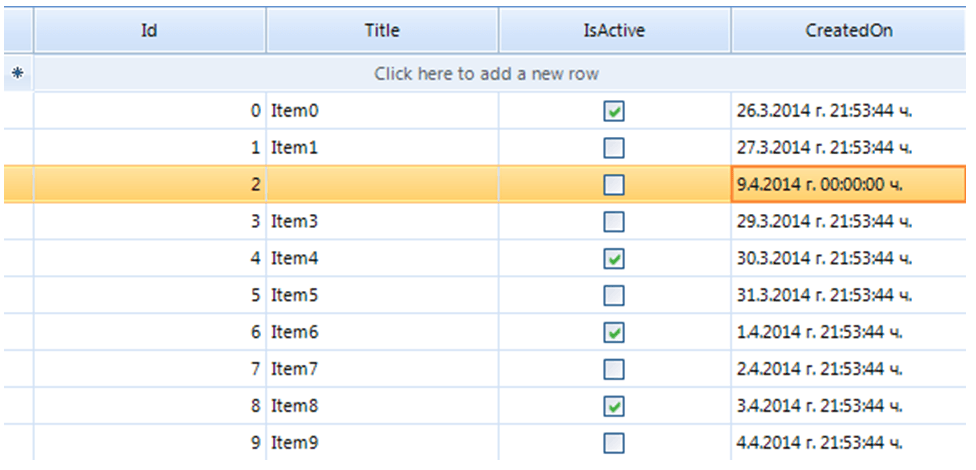 Id Title IsActive CreatedOn
Click here to add a new row
0 Item0 26.3.2014 г. 21:53:44 ч.
1 Item1 27.3.2014 г. 21:53:44 ч.
2 9.4.2014 г. 00:00:00 ч.
3 Item3 29.3.2014 г. 21:53:44 ч.
4 Item4 30.3.2014 г. 21:53:44 ч.
5 Item5 31.3.2014 г. 21:53:44 ч.
6 Item6 1.4.2014 г. 21:53:44 ч.
7 Item7 2.4.2014 г. 21:53:44 ч.
8 Item8 3.4.2014 г. 21:53:44 ч.
9 Item9 4.4.2014 г. 21:53:44 ч.